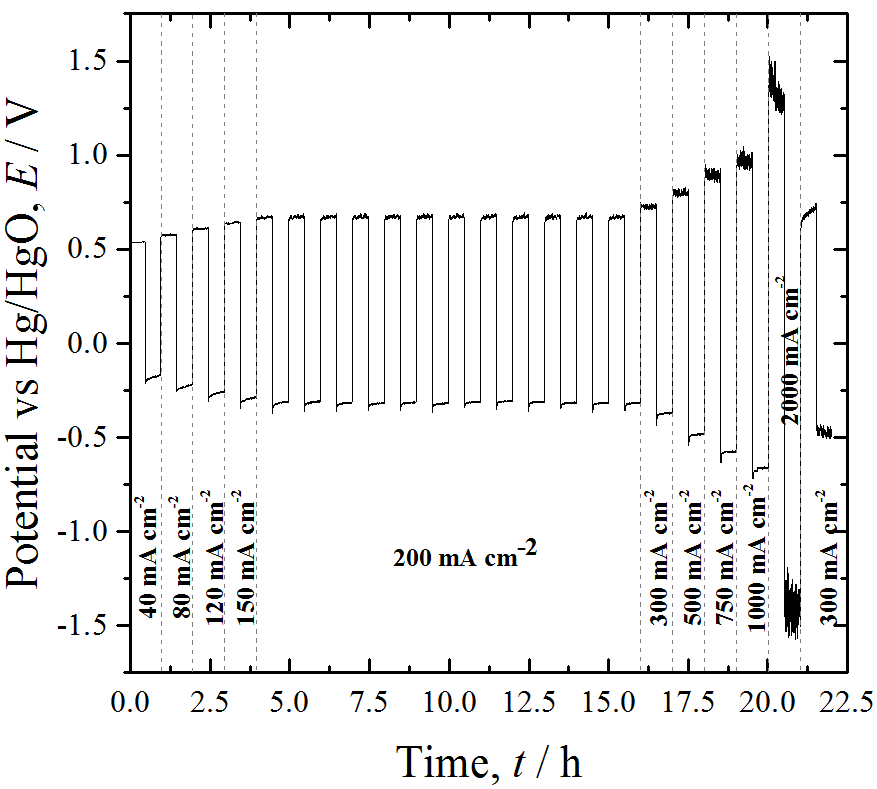 Potential vs Hg/HgO, E / V
1.5
1.0
0.5
0.0
-0.5
-1.0
-1.5
40 mA cm-2
80 mA cm-2
120 mA cm-2
150 mA cm-2
200 mA cm-2
300 mA cm-2
500 mA cm-2
750 mA cm-2
1000 mA cm-2
2000 mA cm-2
300 mA cm-2
0.0 2.5 5.0 7.5 10.0 12.5 15.0 17.5 20.0 22.5
Time, t / h